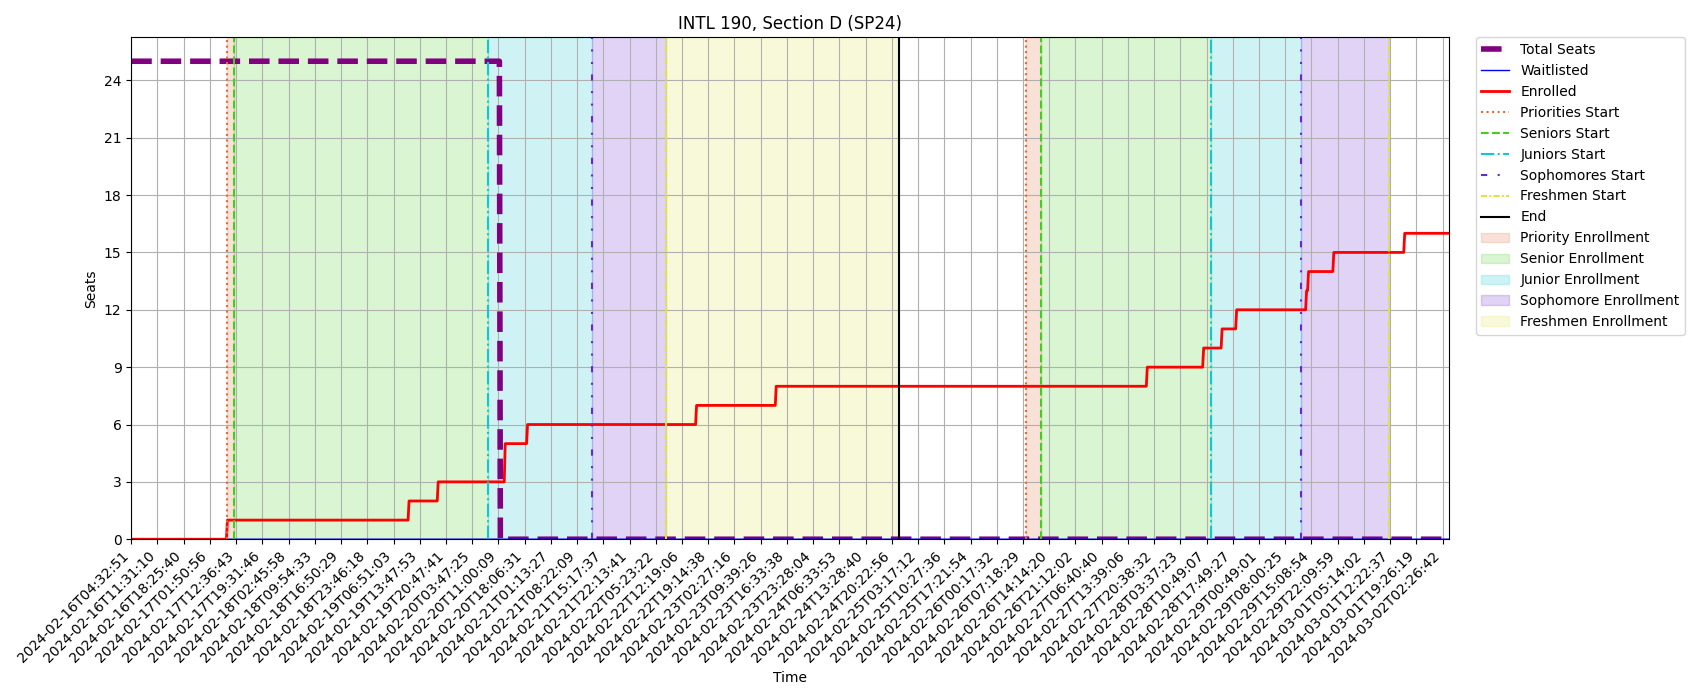 INTL 190, Section D (SP24)
Seats
24
21
18
15
12
9
6
3
0
2024-02-16T04:32:51
2024-02-16T11:31:10
2024-02-16T18:25:40
2024-02-17T01:50:56
2024-02-17T12:36:43
2024-02-17T19:31:46
2024-02-18T02:45:58
2024-02-18T09:54:33
2024-02-18T16:50:29
2024-02-18T23:46:18
2024-02-19T06:51:03
2024-02-19T13:47:53
2024-02-19T20:47:41
2024-02-20T03:47:25
2024-02-20T11:00:09
2024-02-20T18:06:31
2024-02-21T01:13:27
2024-02-21T08:22:09
2024-02-21T15:17:37
2024-02-21T22:13:41
2024-02-22T05:23:22
2024-02-22T12:19:06
2024-02-22T19:14:38
2024-02-23T02:27:16
2024-02-23T09:39:26
2024-02-23T16:33:38
2024-02-23T23:28:04
2024-02-24T06:33:53
2024-02-24T13:28:40
2024-02-24T20:22:56
2024-02-25T03:17:12
2024-02-25T10:27:36
2024-02-25T17:21:54
2024-02-26T00:17:32
2024-02-26T07:18:29
2024-02-26T14:14:20
2024-02-26T21:12:02
2024-02-27T06:40:40
2024-02-27T13:39:06
2024-02-27T20:38:32
2024-02-28T03:37:23
2024-02-28T10:49:07
2024-02-28T17:49:27
2024-02-29T00:49:01
2024-02-29T08:00:25
2024-02-29T15:08:54
2024-02-29T22:09:59
2024-03-01T05:14:02
2024-03-01T12:22:37
2024-03-01T19:26:19
2024-03-02T02:26:42
Time
Total Seats
Waitlisted
Enrolled
Priorities Start
Seniors Start
Juniors Start
Sophomores Start
Freshmen Start
End
Priority Enrollment
Senior Enrollment
Junior Enrollment
Sophomore Enrollment
Freshmen Enrollment